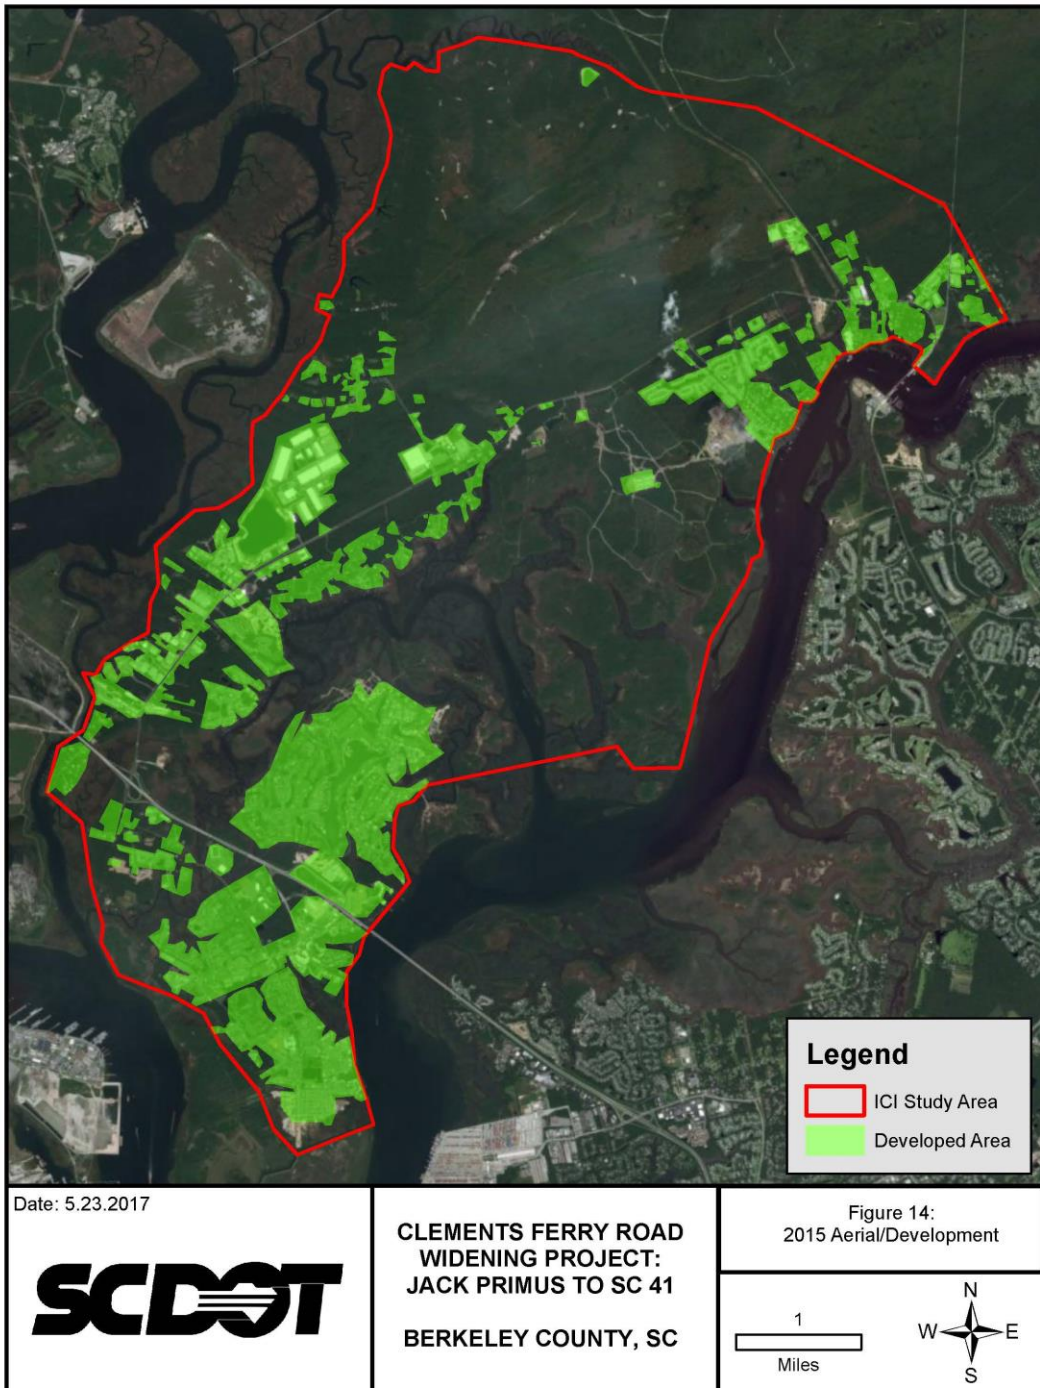 Legend
ICI Study Area
Developed Area
Date: 5.23.2017
SCDOT
CLEMENTS FERRY ROAD
WIDENING PROJECT:
JACK PRIMUS TO SC 41
BERKELEY COUNTY, SC
Figure 14:
2015 Aerial/Development
1
Miles
N
W
E
S